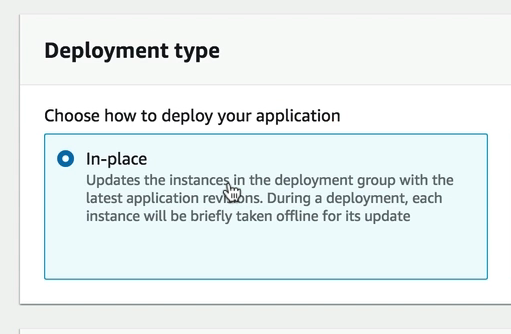 Deployment type
Choose how to deploy your application
In-place
Updates the instances in the deployment group with the
latest application revisions. During a deployment, each
instance will be briefly taken offline for its update